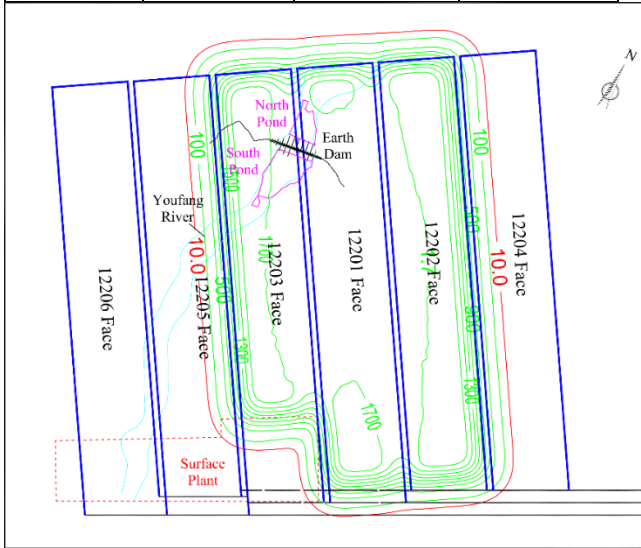 N
North
Pond
Earth
Dam
South
Pond
100
100
500
Youfang
River
10.0
10.0
1700
500
500
12206 Face
12205 Face
12203 Face
12201 Face
12202 Face
12204 Face
900
1300
1300
1700
Surface
Plant